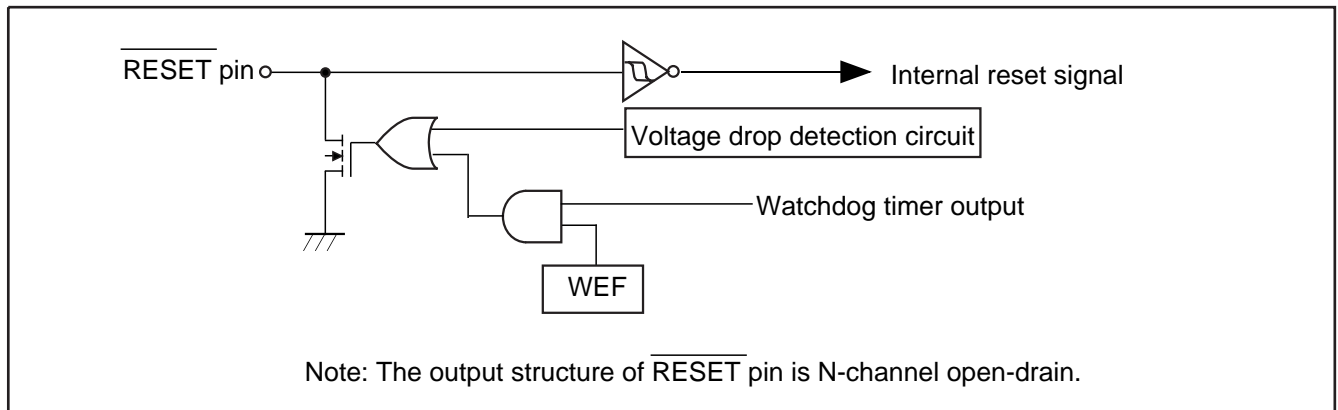 RESET pin
Internal reset signal
Voltage drop detection circuit
Watchdog timer output
WEF
Note: The output structure of RESET pin is N-channel open-drain.